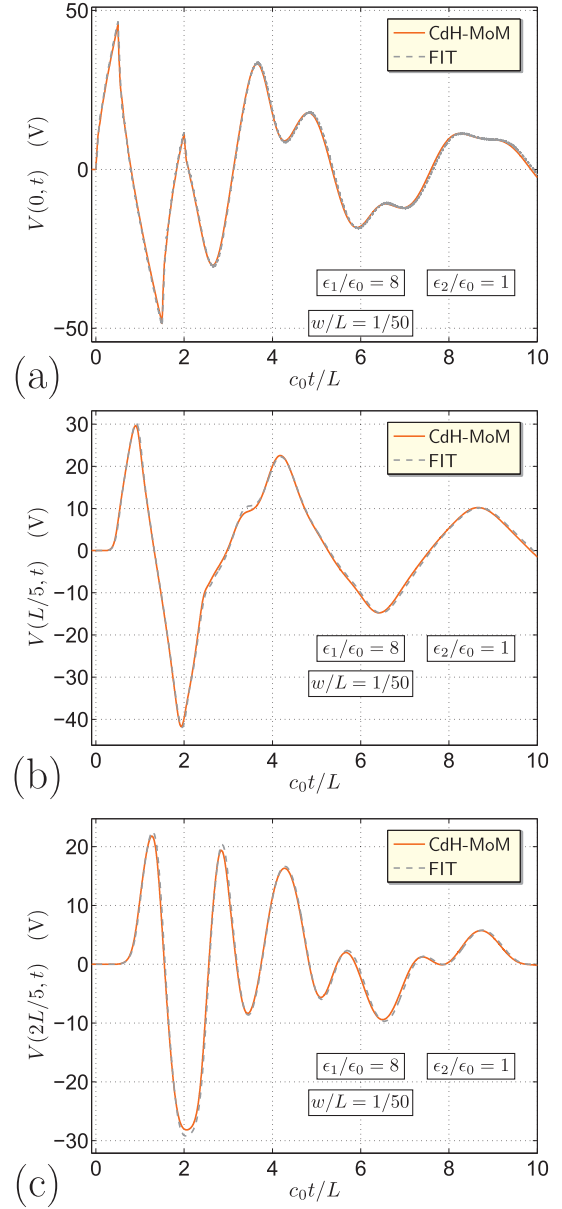 50
0
−50
V(0, t) (V)
CdH-MoM
FIT
ϵ₁/ϵ₀ = 8 ϵ₂/ϵ₀ = 1
w/L = 1/50
0 2 4 6 8 10
c₀t/L
(a)
30
20
10
0
−10
−20
−30
−40
V(L/5, t) (V)
CdH-MoM
FIT
ϵ₁/ϵ₀ = 8 ϵ₂/ϵ₀ = 1
w/L = 1/50
0 2 4 6 8 10
c₀t/L
(b)
20
10
0
−10
−20
−30
V(2L/5, t) (V)
CdH-MoM
FIT
ϵ₁/ϵ₀ = 8 ϵ₂/ϵ₀ = 1
w/L = 1/50
0 2 4 6 8 10
c₀t/L
(c)